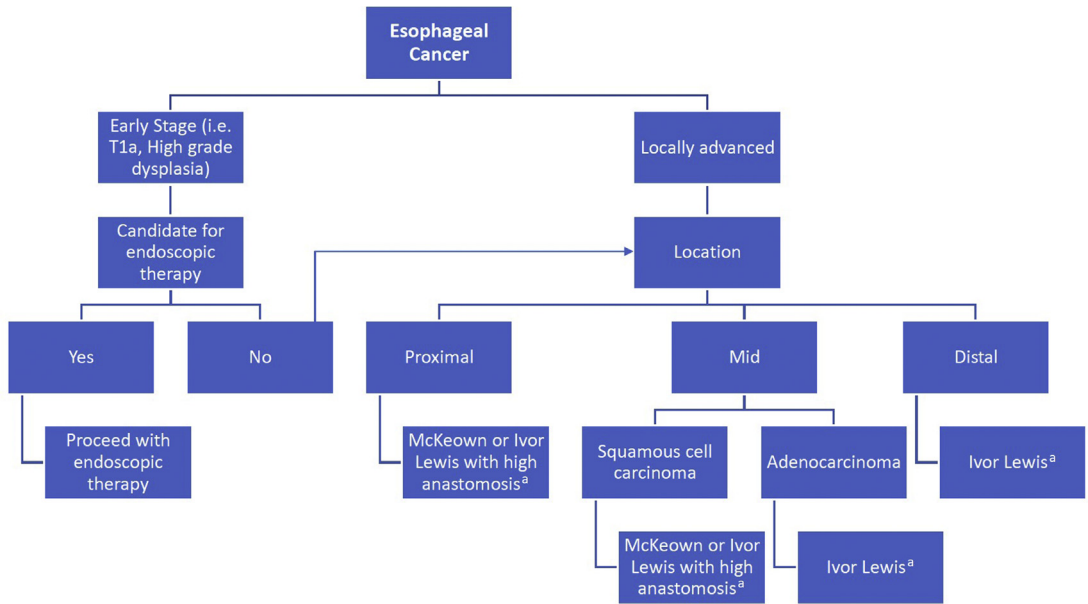 Esophageal
Cancer
Early Stage (i.e.
T1a, High grade
dysplasia)
Locally advanced
Candidate for
endoscopic
therapy
Location
Yes
No
Proximal
Mid
Distal
Proceed with
endoscopic
therapy
McKeown or Ivor
Lewis with high
anastomosisᵃ
Squamous cell
carcinoma
Adenocarcinoma
Ivor Lewisᵃ
McKeown or Ivor
Lewis with high
anastomosisᵃ
Ivor Lewisᵃ